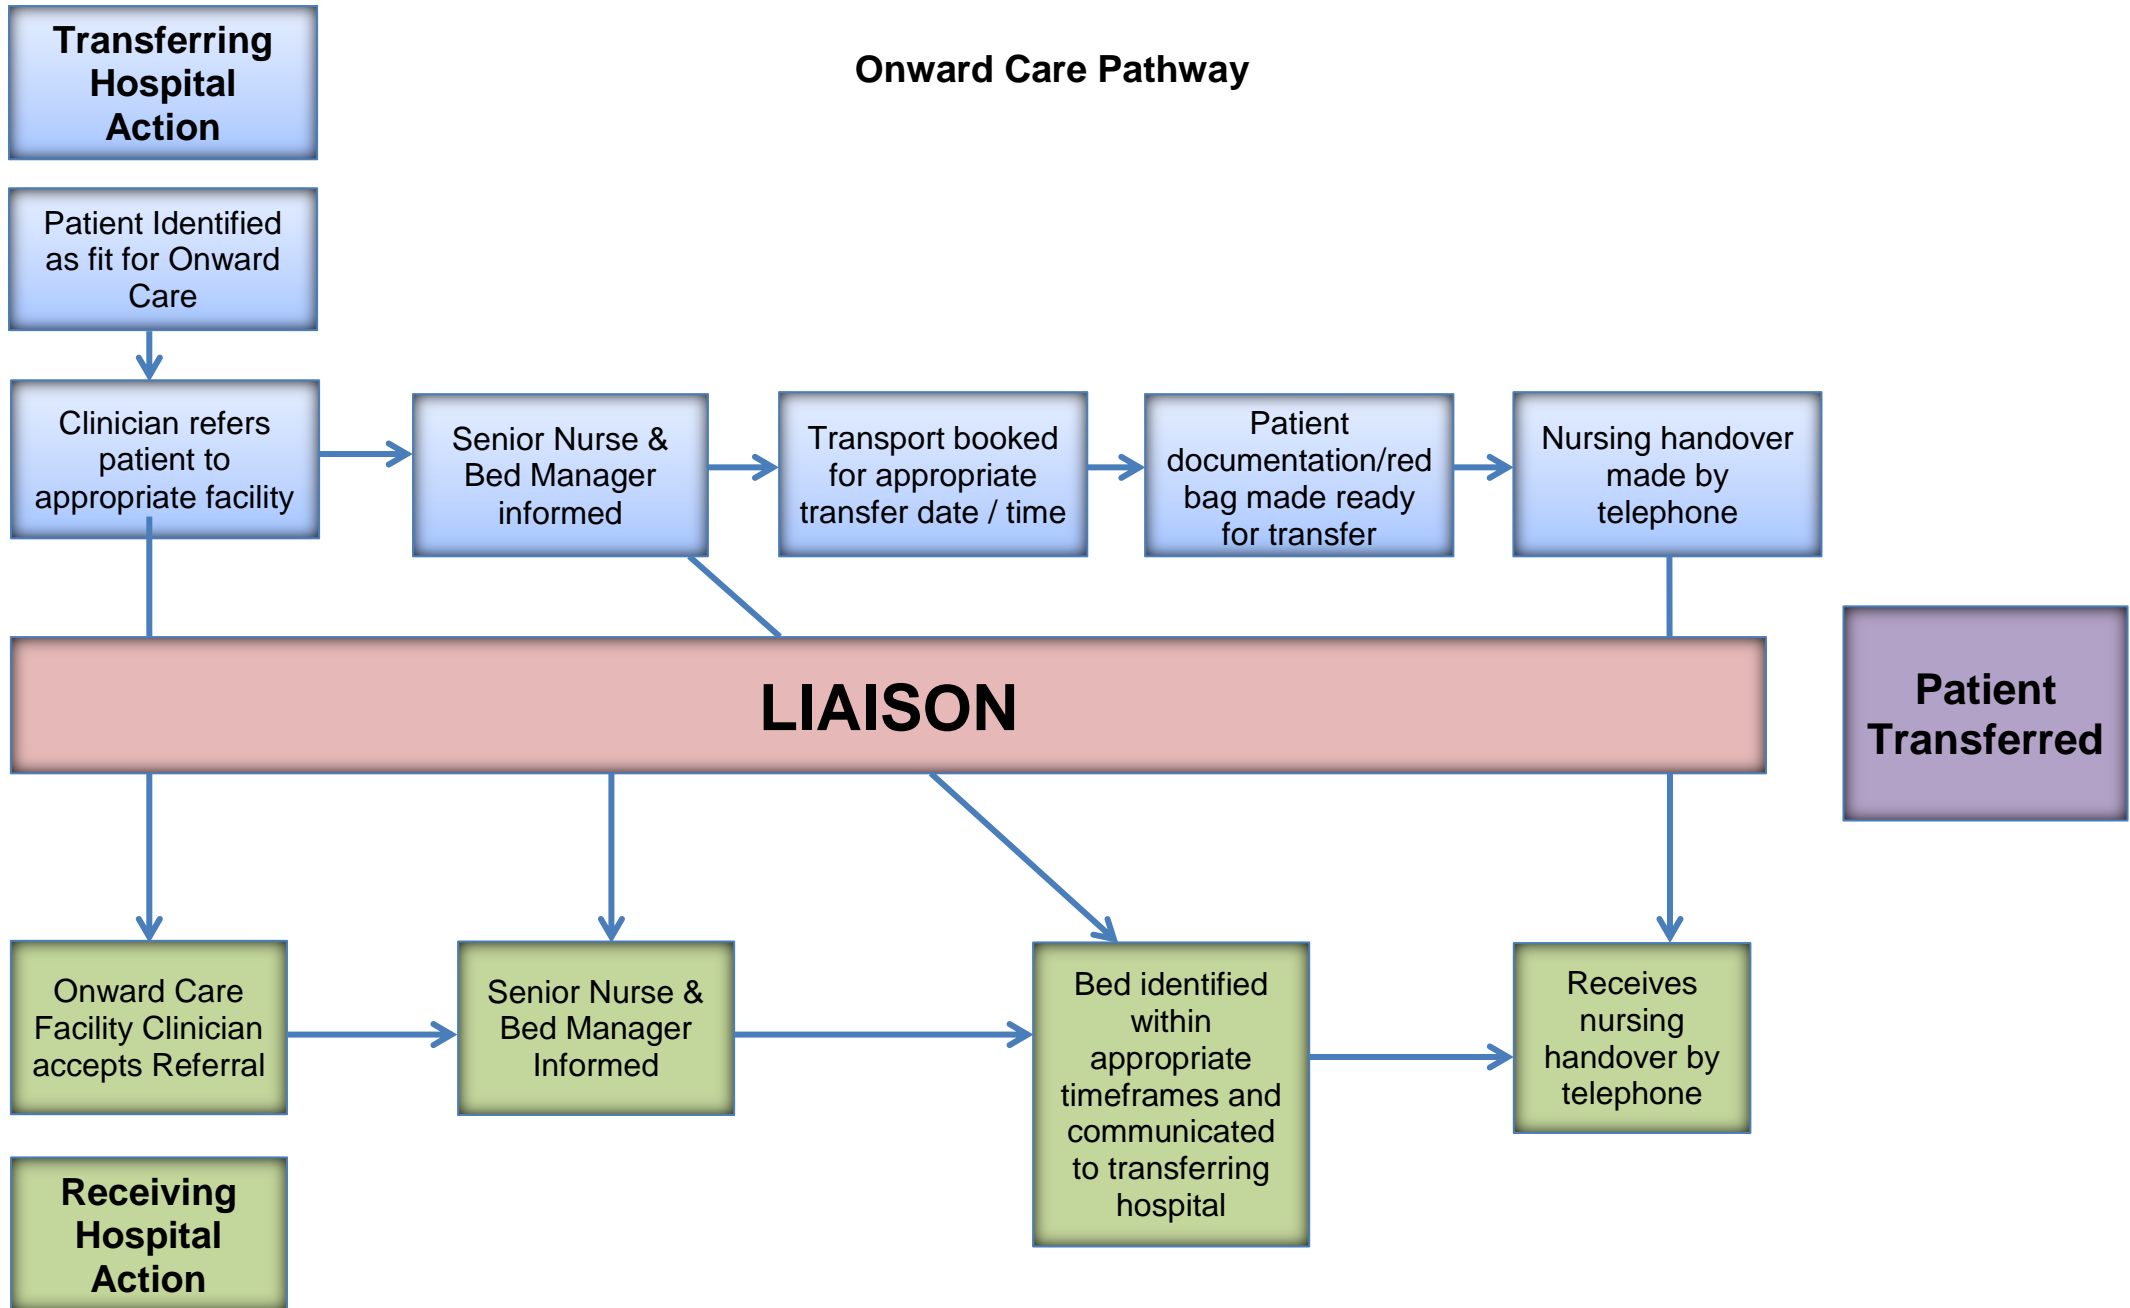 Transferring
Hospital
Action
Onward Care Pathway
Patient Identified
as fit for Onward
Care
Clinician refers
patient to
appropriate facility
Senior Nurse &
Bed Manager
informed
Transport booked
for appropriate
transfer date / time
Patient
documentation/red
bag made ready
for transfer
Nursing handover
made by
telephone
LIAISON
Patient
Transferred
Onward Care
Facility Clinician
accepts Referral
Senior Nurse &
Bed Manager
Informed
Bed identified
within
appropriate
timeframes and
communicated
to transferring
hospital
Receives
nursing
handover by
telephone
Receiving
Hospital
Action